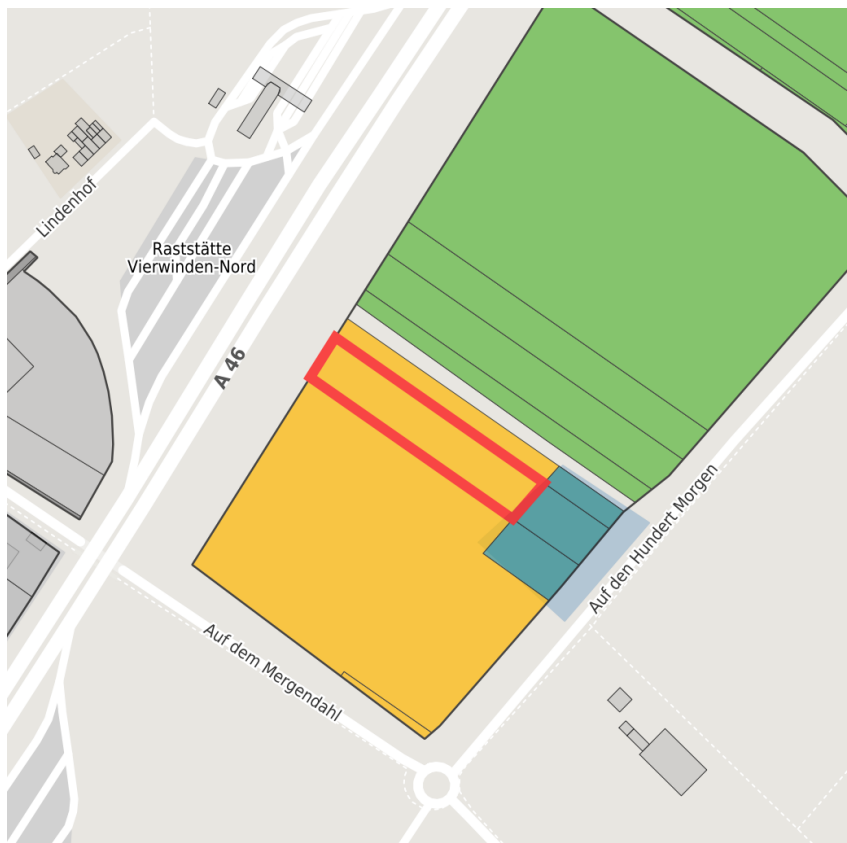 Lindenhof
Raststätte
Vierwinden-Nord
A 46
Auf den Hundert Morgen
Auf dem Mergendahl